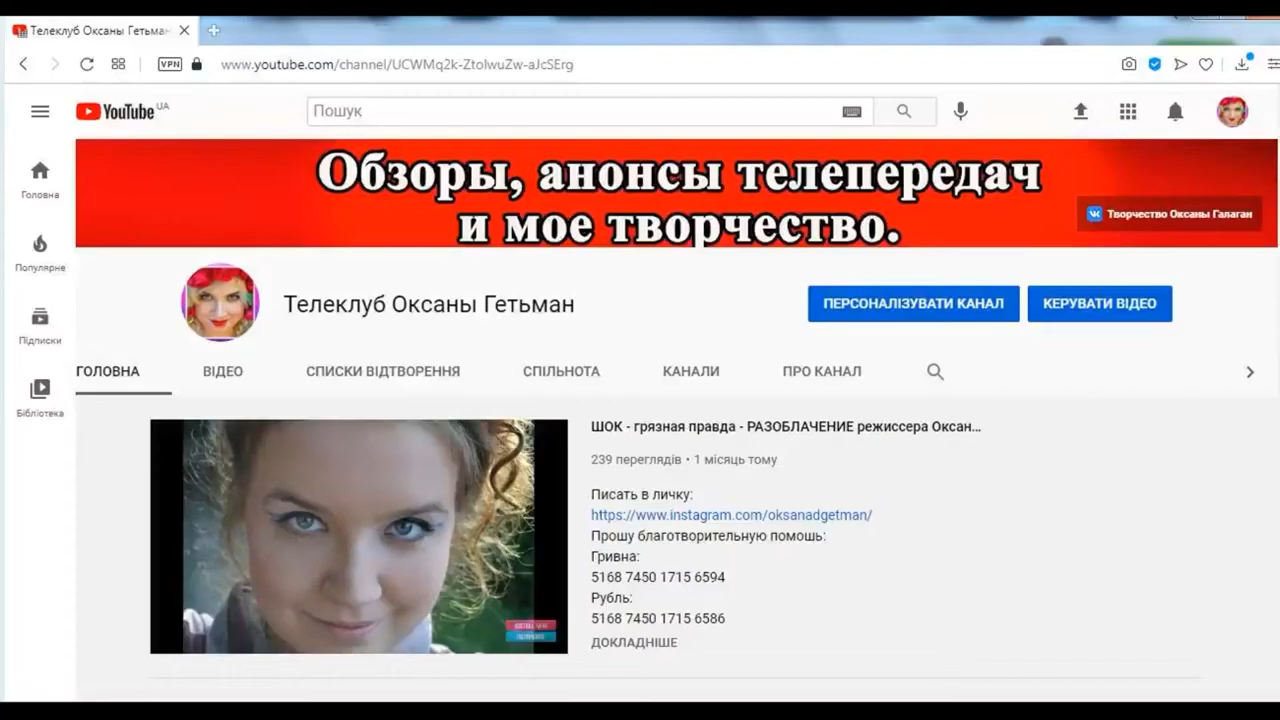 Телеклуб Оксаны Гетьман
VPN
www.youtube.com/channel/UCWMq2k-ZtolwuZw-aJcSErg
YouTube UA
Пошук
Обзоры, анонсы телепередач
и мое творчество.
Творчество Оксаны Галаган
Головна
Популярне
Підписки
Бібліотека
Телеклуб Оксаны Гетьман
ПЕРСОНАЛІЗУВАТИ КАНАЛ
КЕРУВАТИ ВІДЕО
ГОЛОВНА
ВІДЕО
СПИСКИ ВІДТВОРЕННЯ
СПІЛЬНОТА
КАНАЛИ
ПРО КАНАЛ
ШОК - грязная правда - РАЗОБЛАЧЕНИЕ режиссера Оксан...
239 переглядів • 1 місяць тому
Писать в личку:
https://www.instagram.com/oksanadgetman/
Прошу благотворительную помошь:
Гривна:
5168 7450 1715 6594
Рубль:
5168 7450 1715 6586
ДОКЛАДНІШЕ